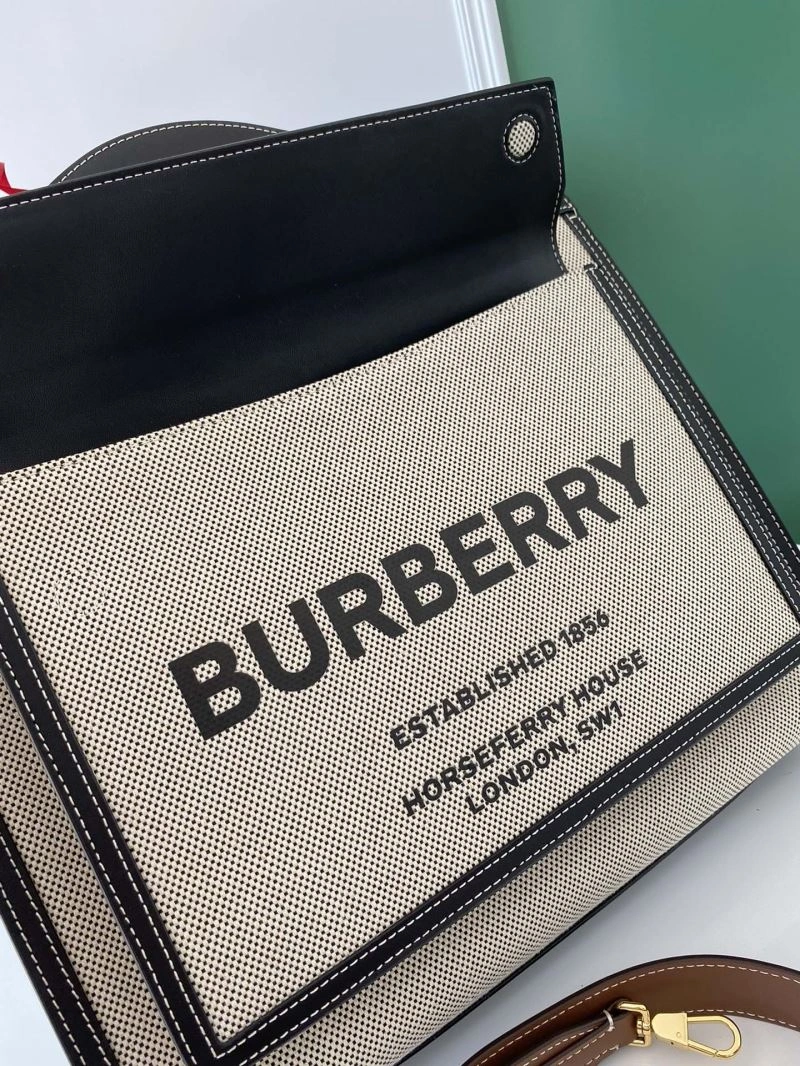 BURBERRY
ESTABLISHED 1856
HORSEFERRY HOUSE
LONDON, SW1